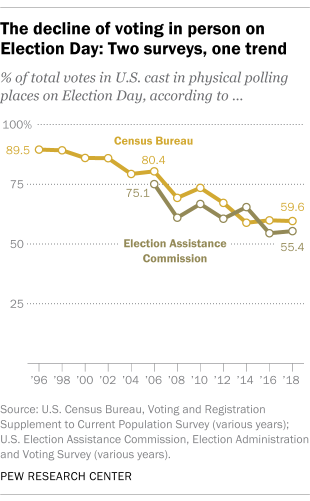 The decline of voting in person on
Election Day: Two surveys, one trend
% of total votes in U.S. cast in physical polling
places on Election Day, according to ...
100%
Census Bureau
89.5
80.4
75
75.1
59.6
50
Election Assistance
Commission
55.4
25
'96 '98 '00 '02 '04 '06 '08 '10 '12 '14 '16 '18
Source: U.S. Census Bureau, Voting and Registration
Supplement to Current Population Survey (various years);
U.S. Election Assistance Commission, Election Administration
and Voting Survey (various years).
PEW RESEARCH CENTER